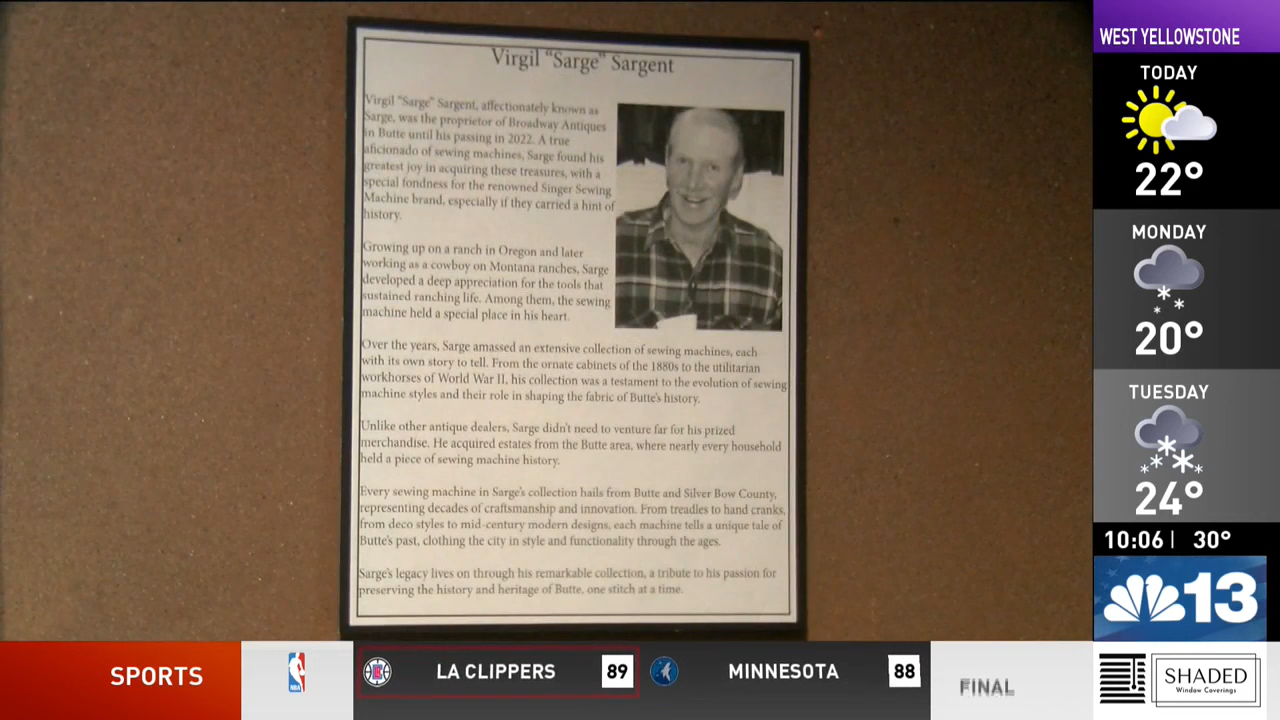 Virgil “Sarge” Sargent
Virgil “Sarge” Sargent, affectionately known as
Sarge, was the proprietor of Broadway Antiques
in Butte until his passing in 2022. A true
aficionado of sewing machines, Sarge found his
greatest joy in acquiring these treasures, with a
special fondness for the renowned Singer Sewing
Machine brand, especially if they carried a hint of
history.
Growing up on a ranch in Oregon and later
working as a cowboy on Montana ranches, Sarge
developed a deep appreciation for the tools that
sustained ranching life. Among them, the sewing
machine held a special place in his heart.
Over the years, Sarge amassed an extensive collection of sewing machines, each
with its own story to tell. From the ornate cabinets of the 1880s to the utilitarian
workhorses of World War II, his collection was a testament to the evolution of sewing
machine styles and their role in shaping the fabric of Butte's history.
Unlike other antique dealers, Sarge didn't need to venture far for his prized
merchandise. He acquired estates from the Butte area, where nearly every household
held a piece of sewing machine history.
Every sewing machine in Sarge's collection hails from Butte and Silver Bow County,
representing decades of craftsmanship and innovation. From treadles to hand cranks,
from deco styles to mid-century modern designs, each machine tells a unique tale of
Butte's past, clothing the city in style and functionality through the ages.
Sarge's legacy lives on through his remarkable collection, a tribute to his passion for
preserving the history and heritage of Butte, one stitch at a time.
WEST YELLOWSTONE
TODAY
22°
MONDAY
20°
TUESDAY
24°
10:06 | 30°
13
SPORTS
NBA
LA CLIPPERS 89 MINNESOTA 88
FINAL
SHADED
Window Coverings